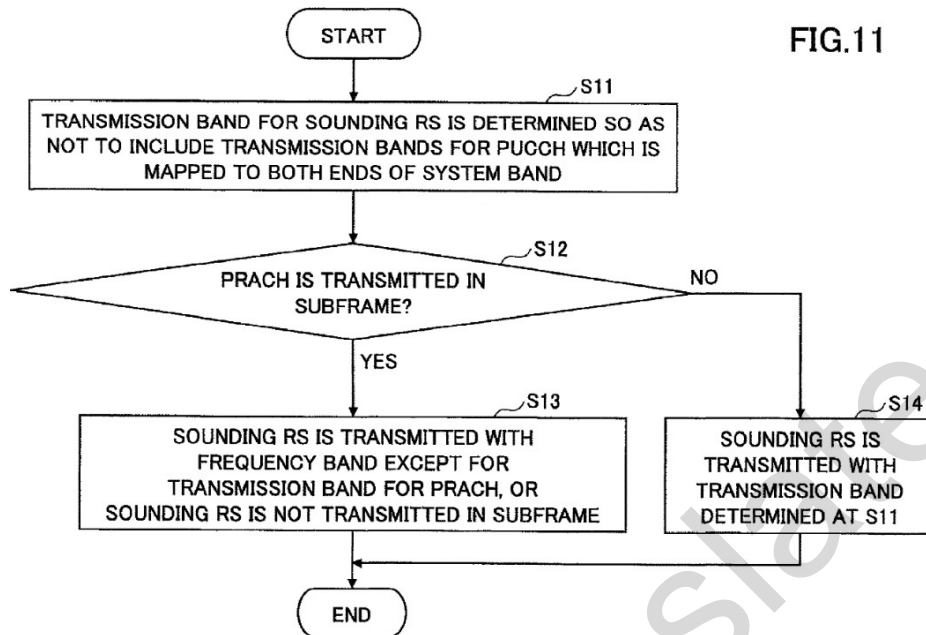 START
FIG.11
S11
TRANSMISSION BAND FOR SOUNDING RS IS DETERMINED SO AS
NOT TO INCLUDE TRANSMISSION BANDS FOR PUCCH WHICH IS
MAPPED TO BOTH ENDS OF SYSTEM BAND
S12
PRACH IS TRANSMITTED IN
SUBFRAME?
NO
YES
S13
SOUNDING RS IS TRANSMITTED WITH
FREQUENCY BAND EXCEPT FOR
TRANSMISSION BAND FOR PRACH, OR
SOUNDING RS IS NOT TRANSMITTED IN SUBFRAME
S14
SOUNDING RS IS
TRANSMITTED WITH
TRANSMISSION BAND
DETERMINED AT S11
END
slate